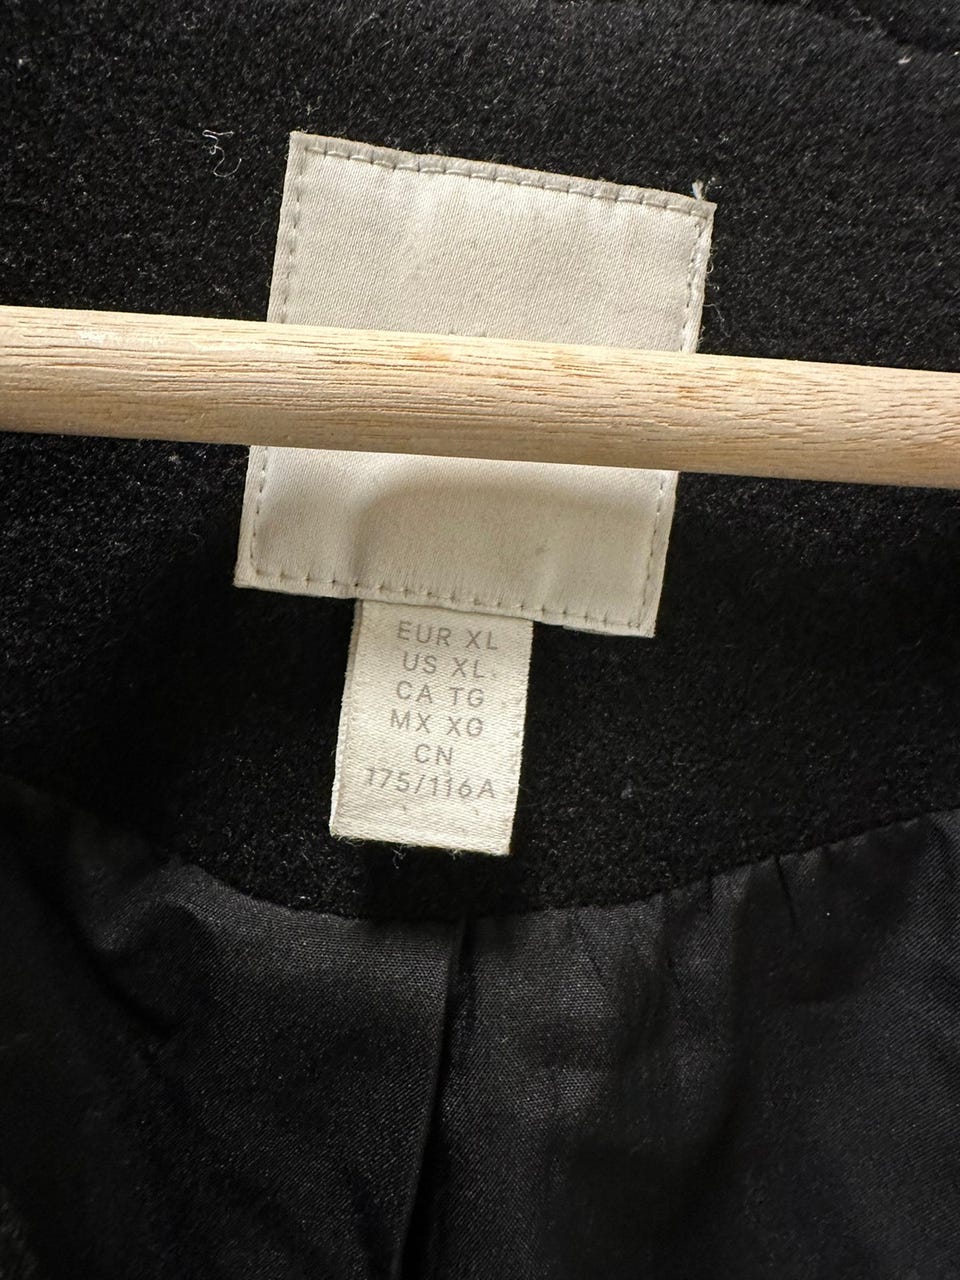 EUR XL
US XL
CA TG
MX XG
CN
175/116A